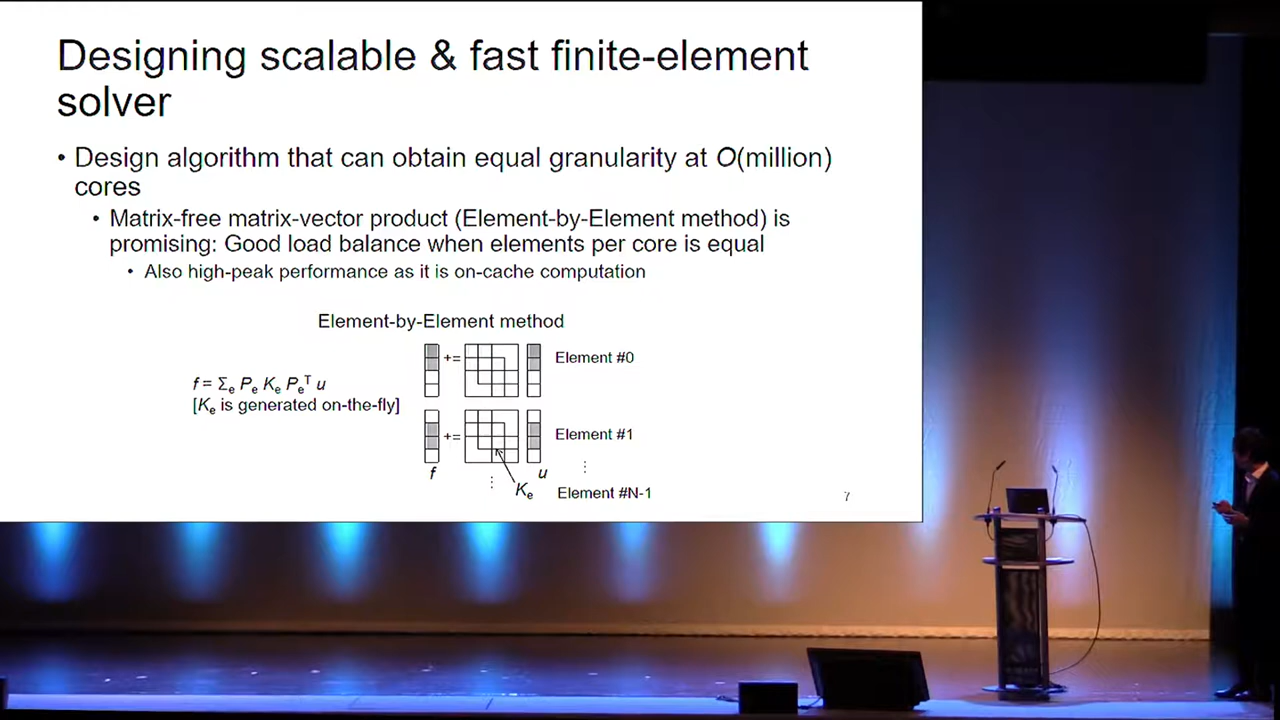 Designing scalable & fast finite-element
solver
• Design algorithm that can obtain equal granularity at O(million)
cores
• Matrix-free matrix-vector product (Element-by-Element method) is
promising: Good load balance when elements per core is equal
• Also high-peak performance as it is on-cache computation
Element-by-Element method
+= Element #0
f = Σe Pe Ke PeT u
[Ke is generated on-the-fly]
+= Element #1
f
u
⋮
⋮
Ke
Element #N-1
7